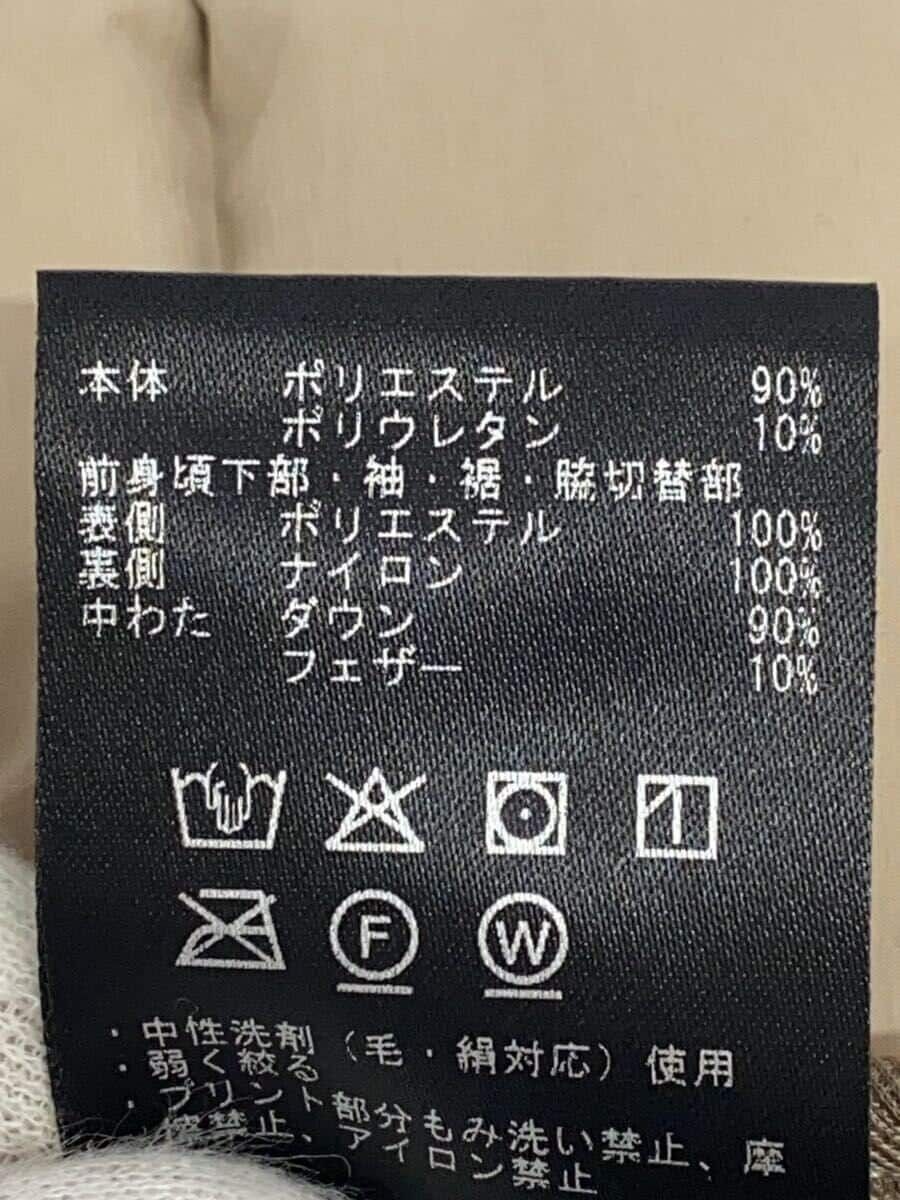 本体 ポリエステル 90%
ポリウレタン 10%
前身頃下部・袖・裾・脇切替部
表側 ポリエステル 100%
裏側 ナイロン 100%
中わた ダウン 90%
フェザー 10%
F W
・中性洗剤(毛・絹対応)使用
・弱く絞る
・プリント部分もみ洗い禁止、摩
擦禁止、アイロン禁止